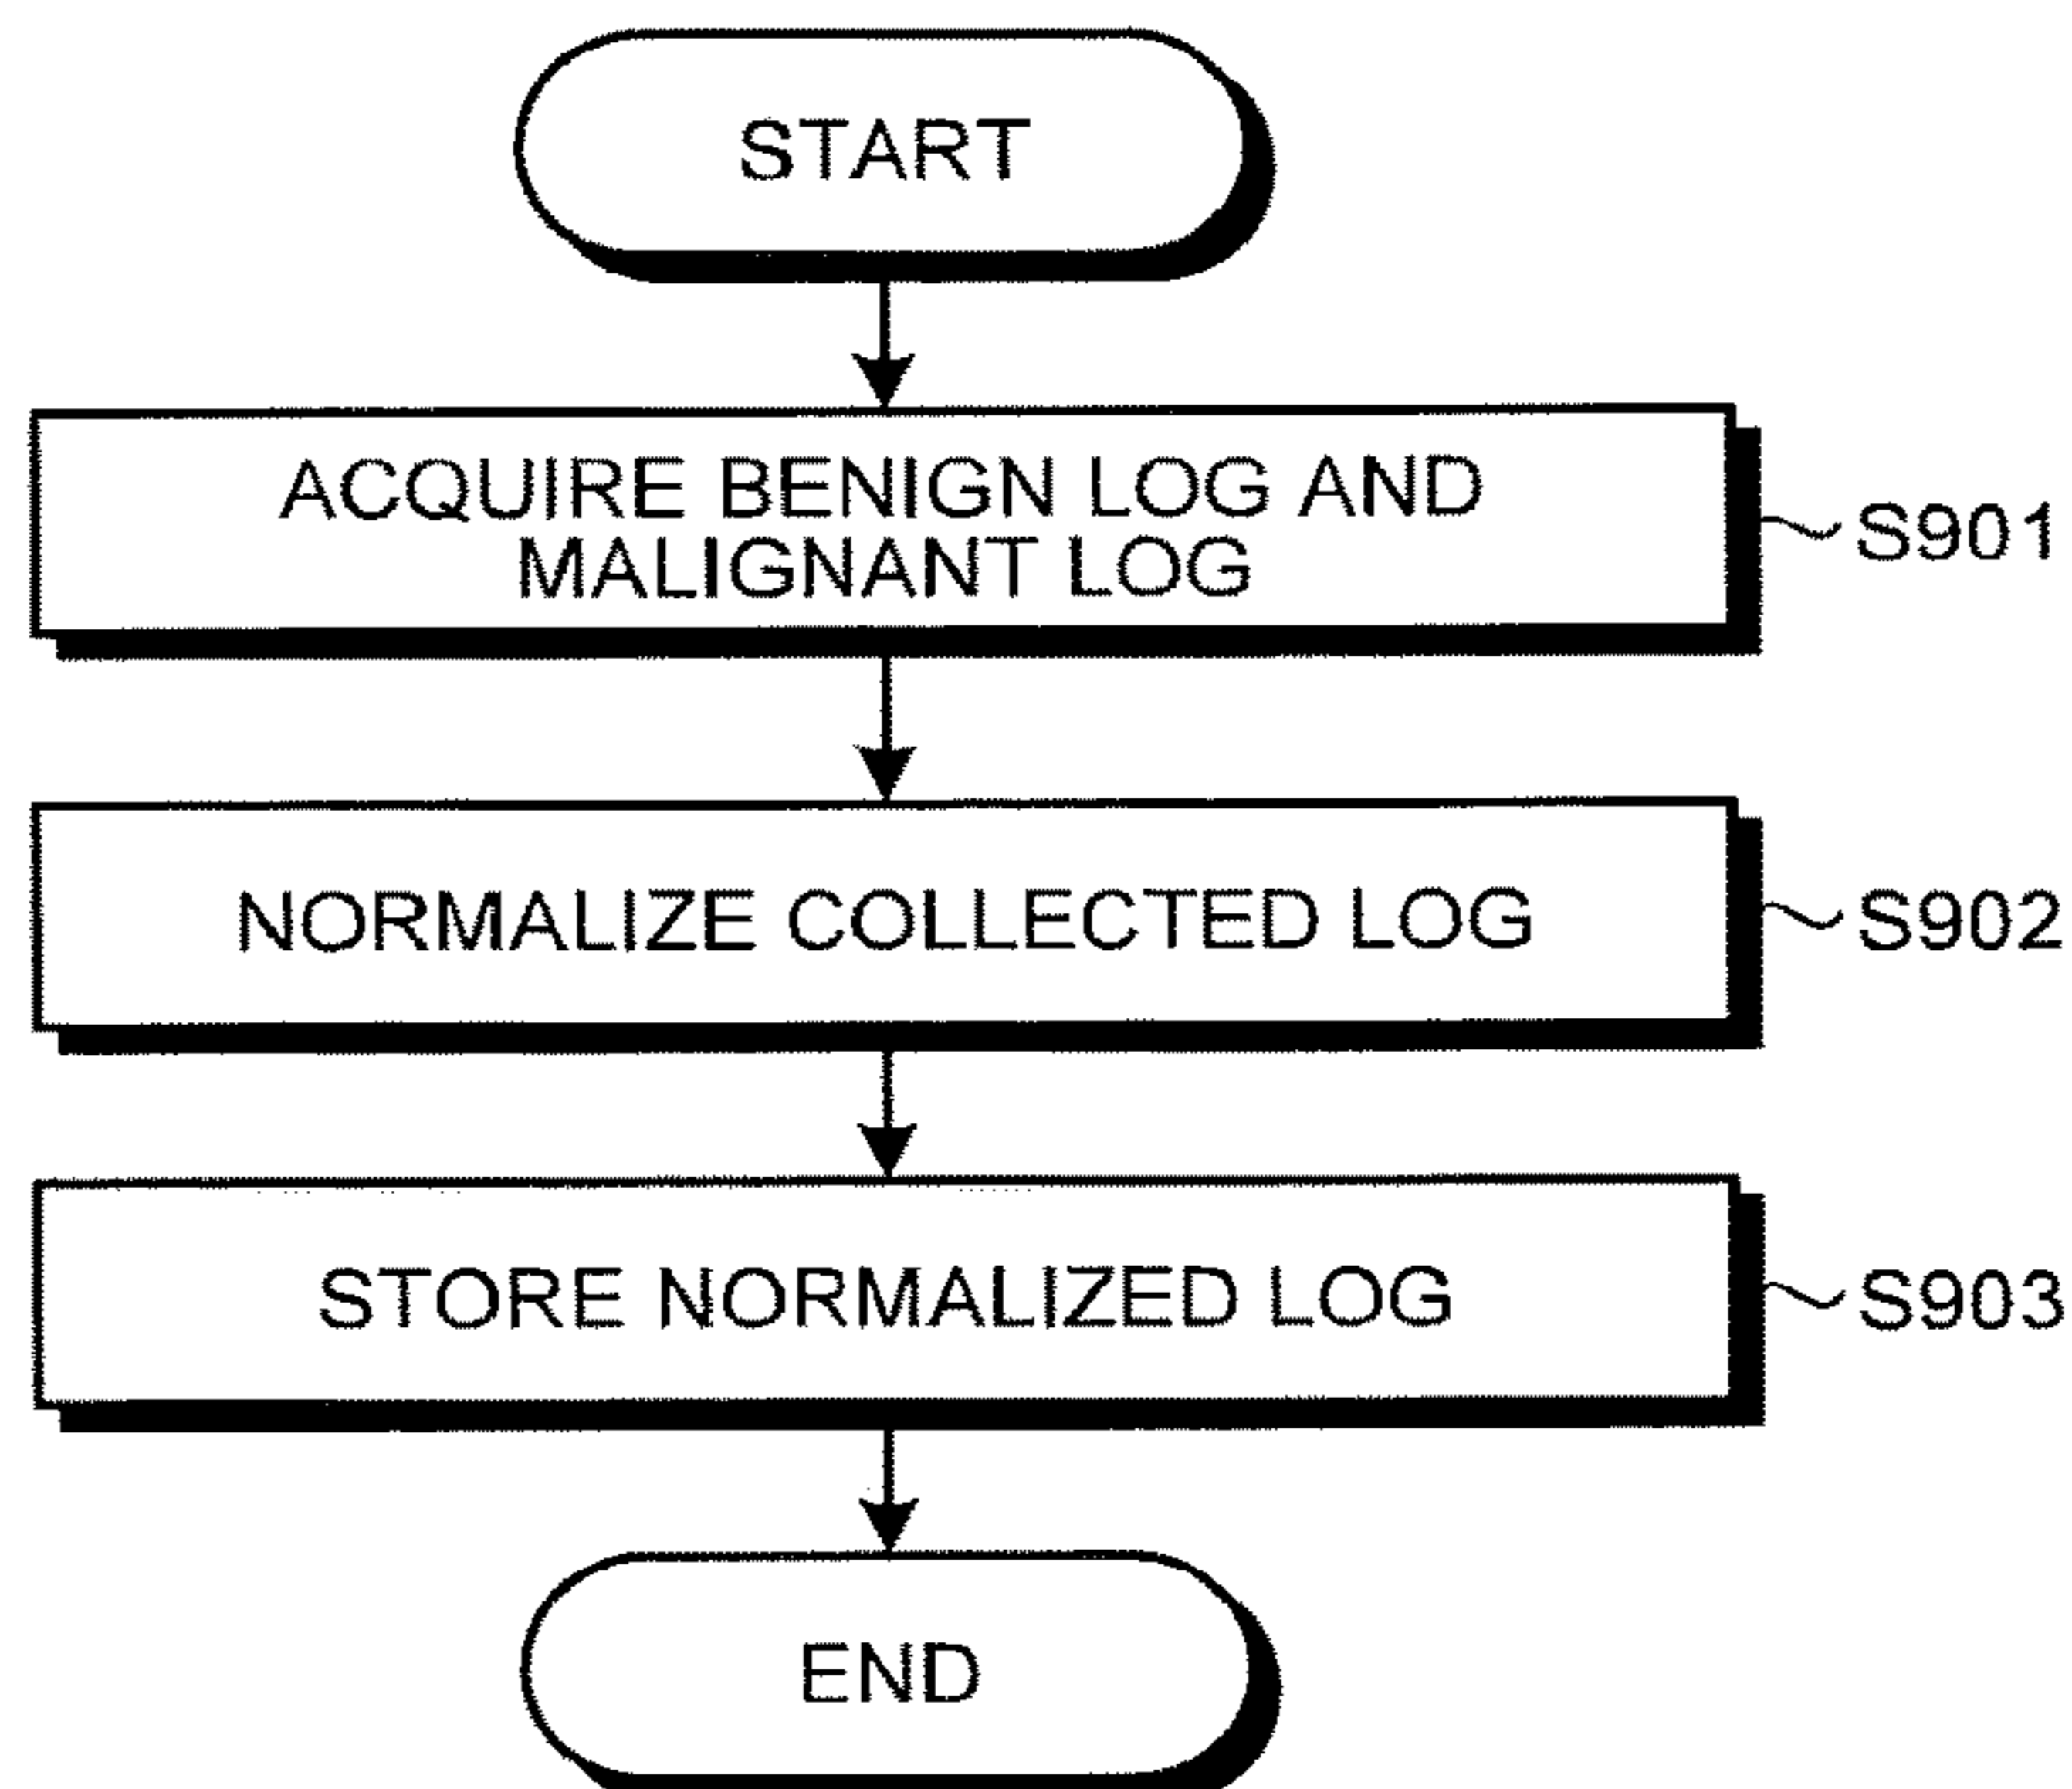 START
ACQUIRE BENIGN LOG AND
MALIGNANT LOG
S901
NORMALIZE COLLECTED LOG
S902
STORE NORMALIZED LOG
S903
END